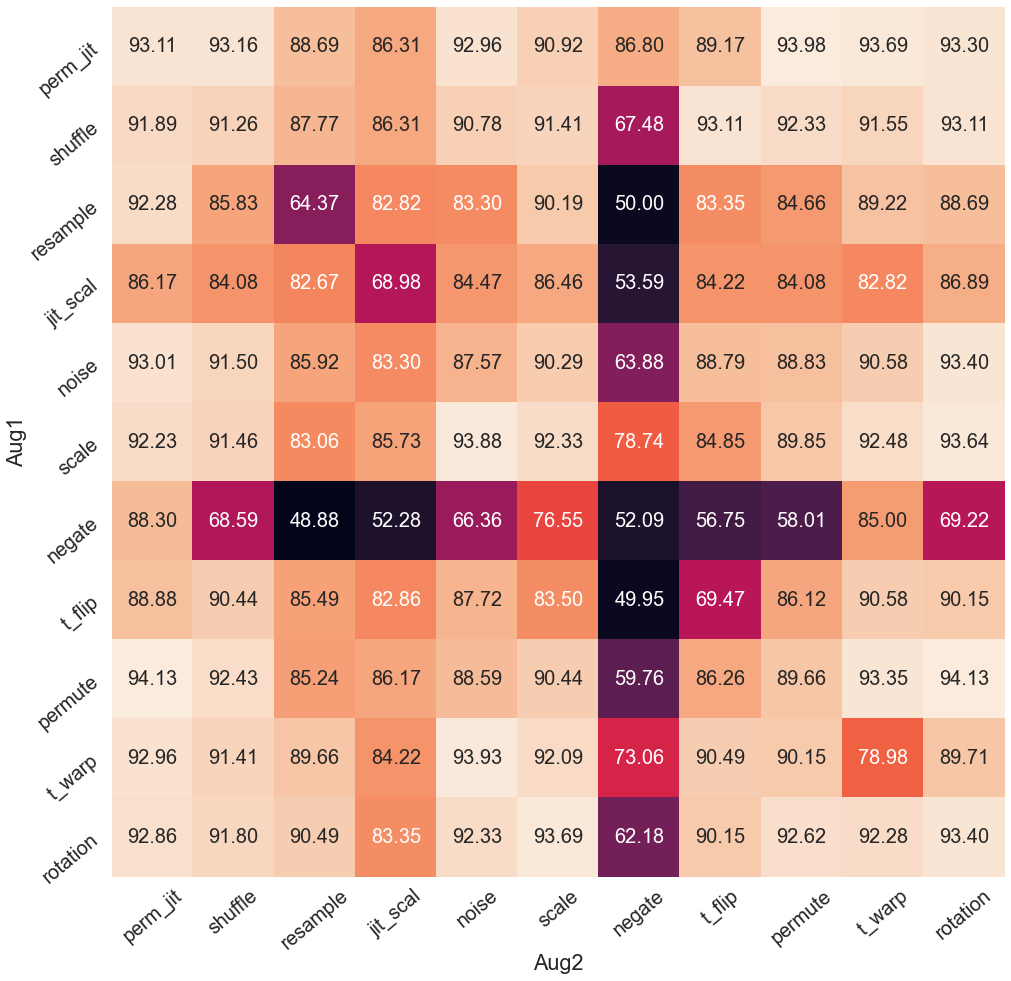 perm_jit 93.11 93.16 88.69 86.31 92.96 90.92 86.80 89.17 93.98 93.69 93.30
shuffle 91.89 91.26 87.77 86.31 90.78 91.41 67.48 93.11 92.33 91.55 93.11
resample 92.28 85.83 64.37 82.82 83.30 90.19 50.00 83.35 84.66 89.22 88.69
jit_scal 86.17 84.08 82.67 68.98 84.47 86.46 53.59 84.22 84.08 82.82 86.89
noise 93.01 91.50 85.92 83.30 87.57 90.29 63.88 88.79 88.83 90.58 93.40
Aug1
scale 92.23 91.46 83.06 85.73 93.88 92.33 78.74 84.85 89.85 92.48 93.64
negate 88.30 68.59 48.88 52.28 66.36 76.55 52.09 56.75 58.01 85.00 69.22
t_flip 88.88 90.44 85.49 82.86 87.72 83.50 49.95 69.47 86.12 90.58 90.15
permute 94.13 92.43 85.24 86.17 88.59 90.44 59.76 86.26 89.66 93.35 94.13
t_warp 92.96 91.41 89.66 84.22 93.93 92.09 73.06 90.49 90.15 78.98 89.71
rotation 92.86 91.80 90.49 83.35 92.33 93.69 62.18 90.15 92.62 92.28 93.40
perm_jit shuffle resample jit_scal noise scale negate t_flip permute t_warp rotation
Aug2